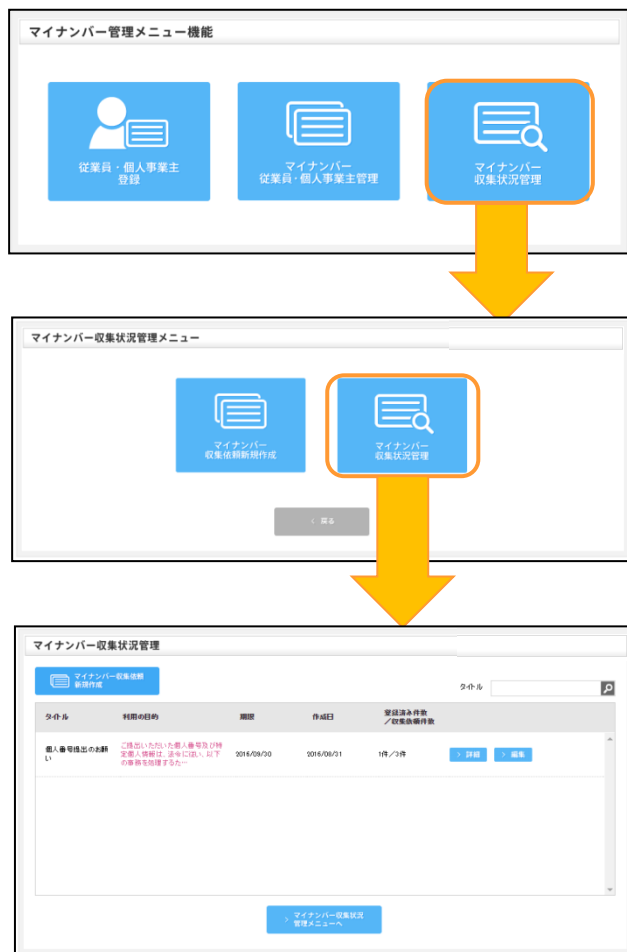 マイナンバー管理メニュー機能
従業員・個人事業主
登録
マイナンバー
従業員・個人事業主管理
マイナンバー
収集状況管理
マイナンバー収集状況管理メニュー
マイナンバー
収集依頼新規作成
マイナンバー
収集状況管理
< 戻る
マイナンバー収集状況管理
マイナンバー収集依頼
新規作成
タイトル
タイトル 利用の目的 期限 作成日 登録済み件数
／収集依頼件数
個人番号提出のお願
い
ご提出いただいた個人番号及び特
定個人情報は、法令に従い、以下
の事務を処理するた…
2016/09/30 2016/08/31 1件／3件 > 詳細 > 編集
> マイナンバー収集状況
管理メニューへ